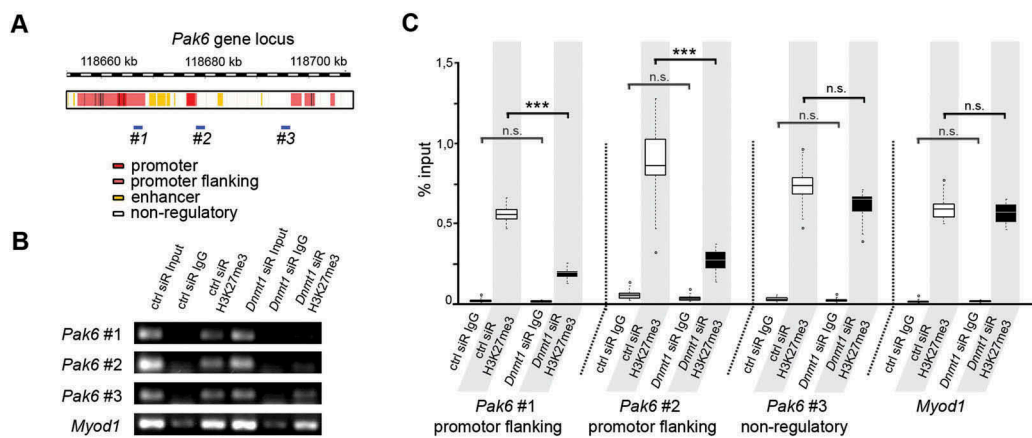 A
Pak6 gene locus
118660 kb 118680 kb 118700 kb
#1 #2 #3
promoter
promoter flanking
enhancer
non-regulatory
B
ctrl siR Input
ctrl siR IgG
ctrl siR
H3K27me3
Dnmt1 siR Input
Dnmt1 siR IgG
Dnmt1 siR
H3K27me3
Pak6 #1
Pak6 #2
Pak6 #3
Myod1
C
% input
1,5
1,0
0,5
0
n.s.
***
n.s.
***
n.s.
n.s.
n.s.
n.s.
ctrl siR IgG
ctrl siR
H3K27me3
Dnmt1 siR IgG
Dnmt1 siR
H3K27me3
ctrl siR IgG
ctrl siR
H3K27me3
Dnmt1 siR IgG
Dnmt1 siR
H3K27me3
ctrl siR IgG
ctrl siR
H3K27me3
Dnmt1 siR IgG
Dnmt1 siR
H3K27me3
ctrl siR IgG
ctrl siR
H3K27me3
Dnmt1 siR IgG
Dnmt1 siR
H3K27me3
Pak6 #1
promotor flanking
Pak6 #2
promotor flanking
Pak6 #3
non-regulatory
Myod1